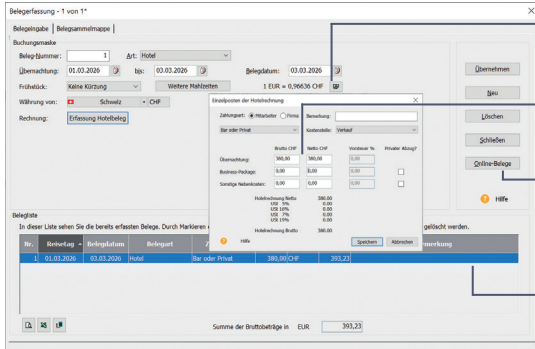 Belegerfassung - 1 von 1*
Belegeingabe Belegsammelmappe
Buchungsmaske
Beleg-Nummer: 1 Art: Hotel
Übernachtung: 01.03.2026 bis: 03.03.2026 Belegdatum: 03.03.2026
Frühstück: Keine Kürzung Weitere Mahlzeiten 1 EUR = 0,96636 CHF
Währung von: Schweiz CHF
Rechnung: Erfassung Hotelbeleg
Übernehmen
Neu
Löschen
Schließen
Online-Belege
Hilfe
Einzelposten der Hotelrechnung
Zahlungsart: Mitarbeiter Firma Bemerkung:
Bar oder Privat Kostenstelle: Verkauf
Brutto CHF Netto CHF Vorsteuer % Privater Abzug?
Übernachtung: 380,00 380,00 0,00
Business-Package: 0,00 0,00 0,00
Sonstige Nebenkosten: 0,00 0,00 0,00
Hotelrechnung Netto 380.00
USt 5% 0.00
USt 16% 0.00
USt 7% 0.00
USt 19% 0.00
Hotelrechnung Brutto 380.00
Hilfe Speichern Abbrechen
Belegliste
In dieser Liste sehen Sie die bereits erfassten Belege. Durch Markieren gelöscht werden.
Nr. Reisetag Belegdatum Belegart Z emerkung
1 01.03.2026 03.03.2026 Hotel Bar oder Privat 380,00 CHF 393,23
Summe der Bruttobeträge in EUR 393,23